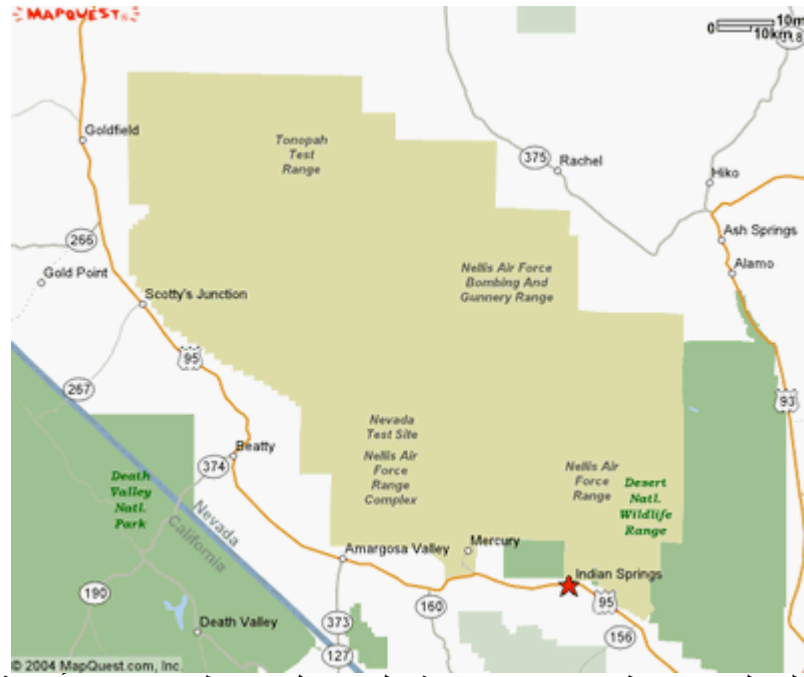 MAPQUEST
10mi
0
10km
318
Goldfield
Tonopah
Test
Range
375
Rachel
Hiko
266
Ash Springs
Gold Point
Nellis Air Force
Bombing And
Gunnery Range
Alamo
Scotty's Junction
95
267
93
Nevada
Test Site
Nellis Air
Force
Range
Complex
Beatty
374
Nellis Air
Force
Range
Death
Valley
Natl.
Park
Desert
Natl.
Wildlife
Range
Nevada
California
Amargosa Valley
Mercury
Indian Springs
190
160
95
Death Valley
373
156
127
© 2004 MapQuest.com, Inc.